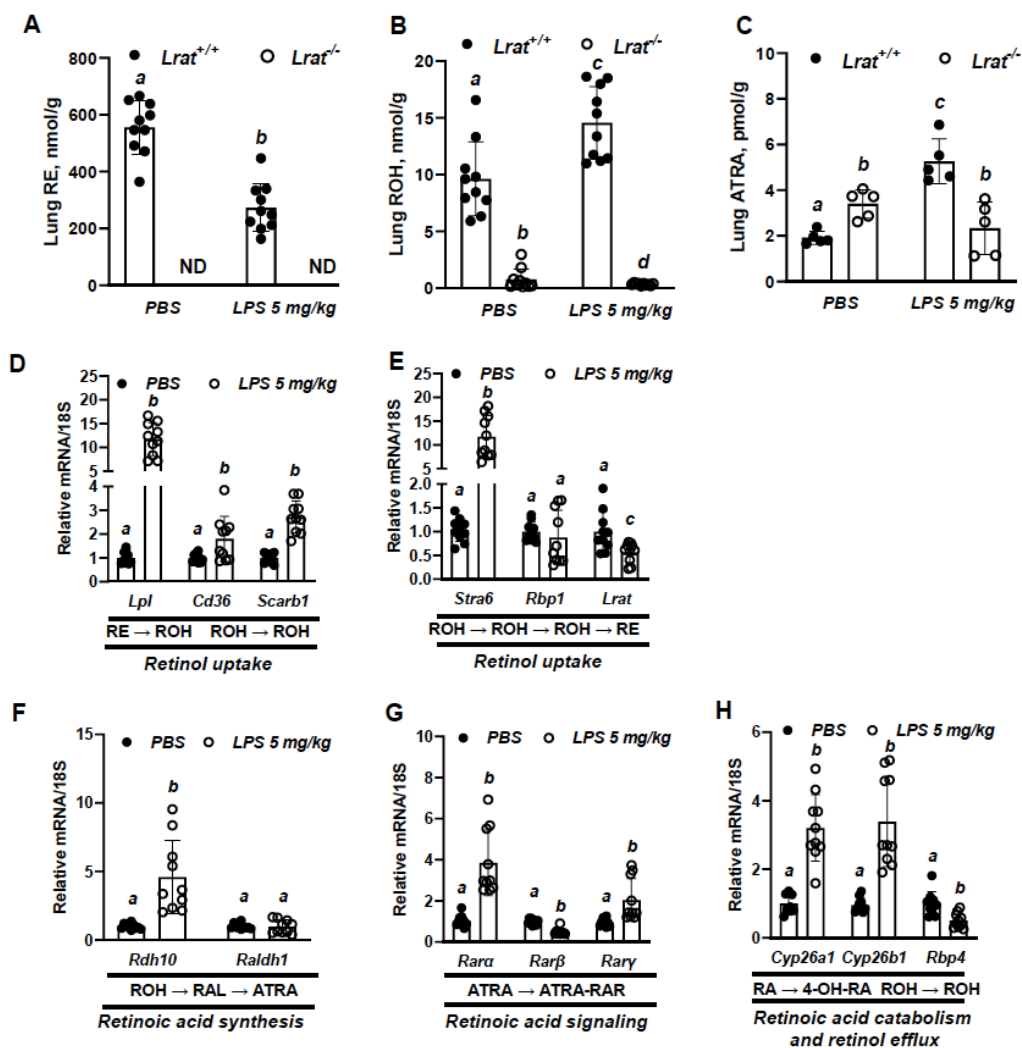 A
● Lrat+/+ ○ Lrat-/-
Lung RE, nmol/g
800
600
400
200
0
a
b
ND
ND
PBS
LPS 5 mg/kg
B
● Lrat+/+ ○ Lrat-/-
Lung ROH, nmol/g
20
15
10
5
0
a
b
c
d
PBS
LPS 5 mg/kg
C
● Lrat+/+ ○ Lrat-/-
Lung ATRA, pmol/g
10
8
6
4
2
0
a
b
c
b
PBS
LPS 5 mg/kg
D
● PBS ○ LPS 5 mg/kg
Relative mRNA/18S
25
20
15
10
5
4
3
2
1
0
a b a b a b
Lpl Cd36 Scarb1
RE → ROH ROH → ROH
Retinol uptake
E
● PBS ○ LPS 5 mg/kg
Relative mRNA/18S
25
20
15
10
5
2.0
1.5
1.0
0.5
0.0
a b a a a c
Stra6 Rbp1 Lrat
ROH → ROH → ROH → RE
Retinol uptake
F
● PBS ○ LPS 5 mg/kg
Relative mRNA/18S
15
10
5
0
a b a a
Rdh10 Raldh1
ROH → RAL → ATRA
Retinoic acid synthesis
G
● PBS ○ LPS 5 mg/kg
Relative mRNA/18S
10
8
6
4
2
0
a b a b a b
Rarα Rarβ Rarγ
ATRA → ATRA-RAR
Retinoic acid signaling
H
● PBS ○ LPS 5 mg/kg
Relative mRNA/18S
6
4
2
0
a b a b a b
Cyp26a1 Cyp26b1 Rbp4
RA → 4-OH-RA ROH → ROH
Retinoic acid catabolism
and retinol efflux